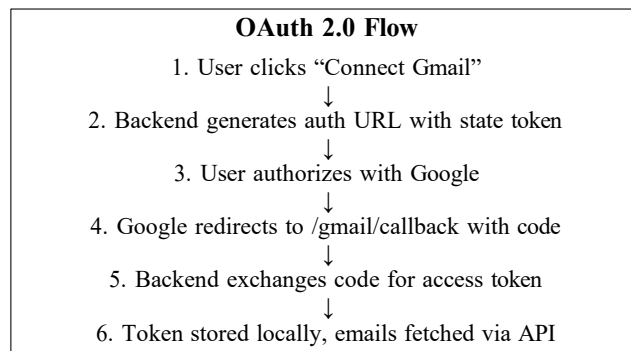 OAuth 2.0 Flow
1. User clicks “Connect Gmail”
↓
2. Backend generates auth URL with state token
↓
3. User authorizes with Google
↓
4. Google redirects to /gmail/callback with code
↓
5. Backend exchanges code for access token
↓
6. Token stored locally, emails fetched via API